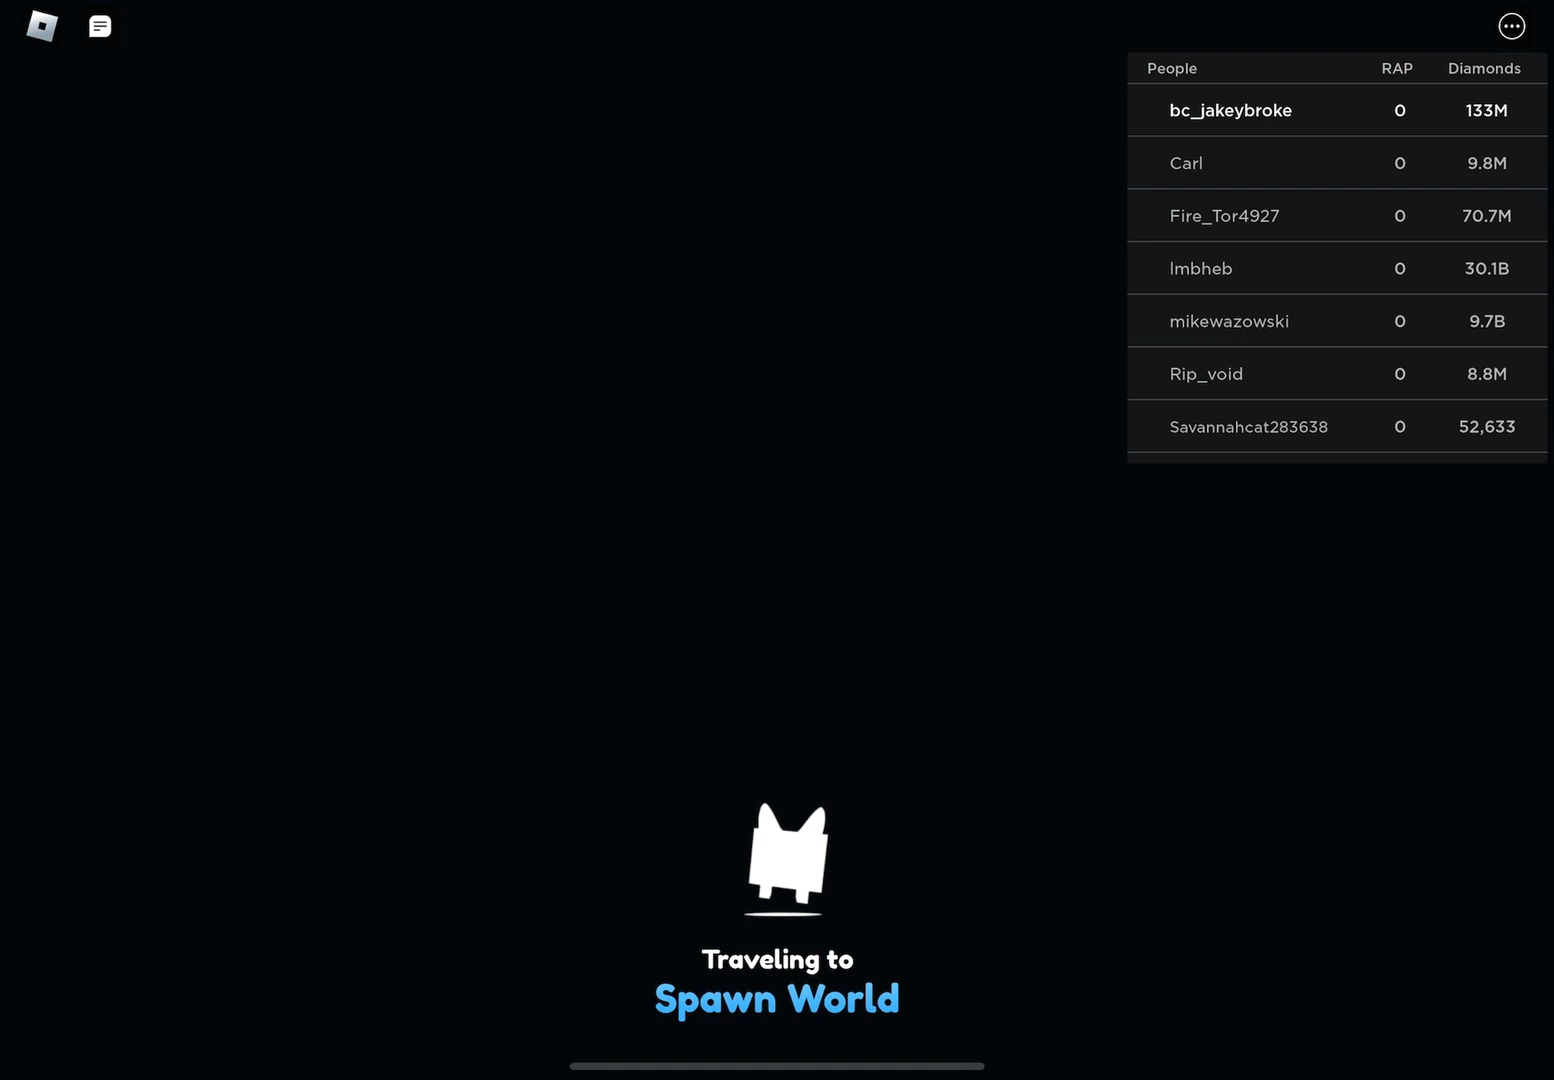 People RAP Diamonds
bc_jakeybroke 0 133M
Carl 0 9.8M
Fire_Tor4927 0 70.7M
lmbheb 0 30.1B
mikewazowski 0 9.7B
Rip_void 0 8.8M
Savannahcat283638 0 52,633
Traveling to
Spawn World